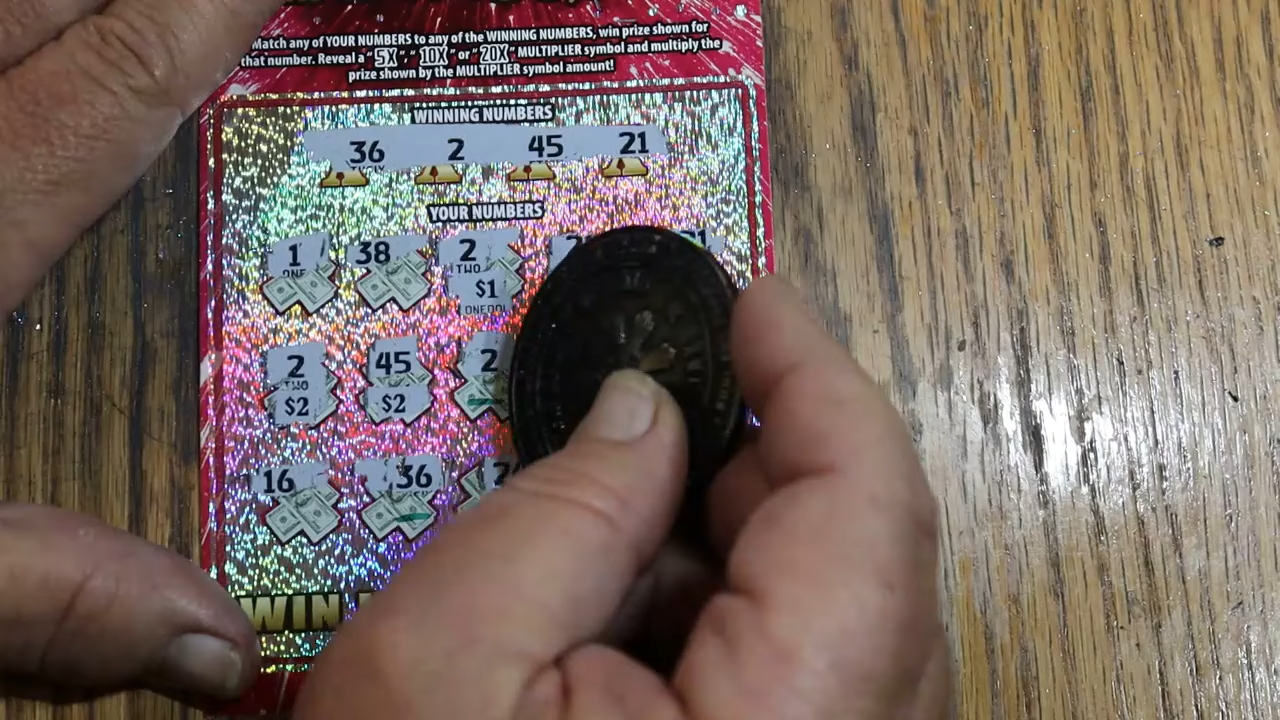 Match any of YOUR NUMBERS to any of the WINNING NUMBERS, win prize shown for
that number. Reveal a "5X", "10X" or "20X" MULTIPLIER symbol and multiply the
prize shown by the MULTIPLIER symbol amount!
WINNING NUMBERS
36 2 45 21
YOUR NUMBERS
1 38 2
ONE TWO
$1
2 45 2
TWO
$2 $2
16 36
WIN